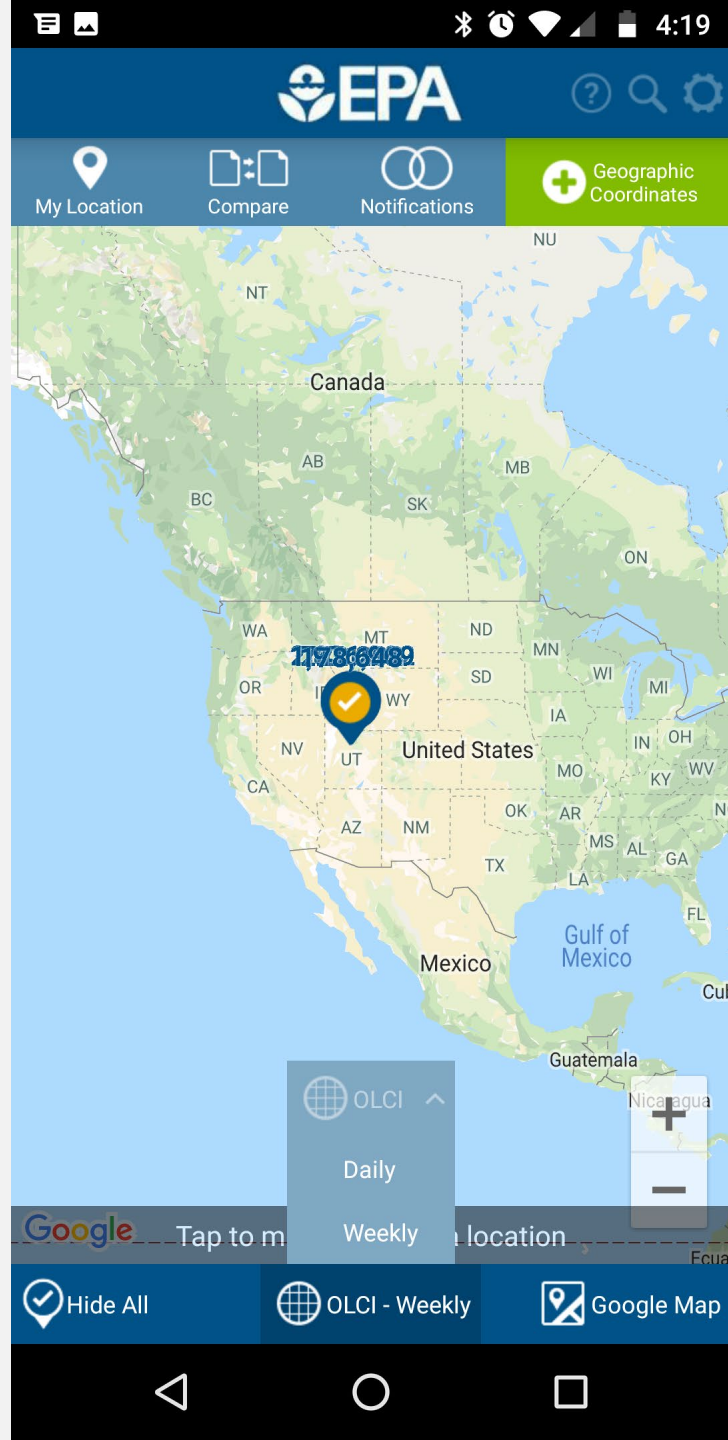 4:19
EPA
My Location
Compare
Notifications
Geographic
Coordinates
NU
NT
Canada
AB
MB
BC
SK
ON
WA
MT
ND
MN
OR
WY
SD
WI
MI
IA
NV
UT
United States
IN
OH
CA
MO
KY
WV
AZ
NM
OK
AR
MS
AL
GA
TX
LA
FL
Gulf of
Mexico
Mexico
Guatemala
Nicaragua
OLCI
+
Daily
−
Weekly
Google
Tap to m
location
Hide All
OLCI - Weekly
Google Map